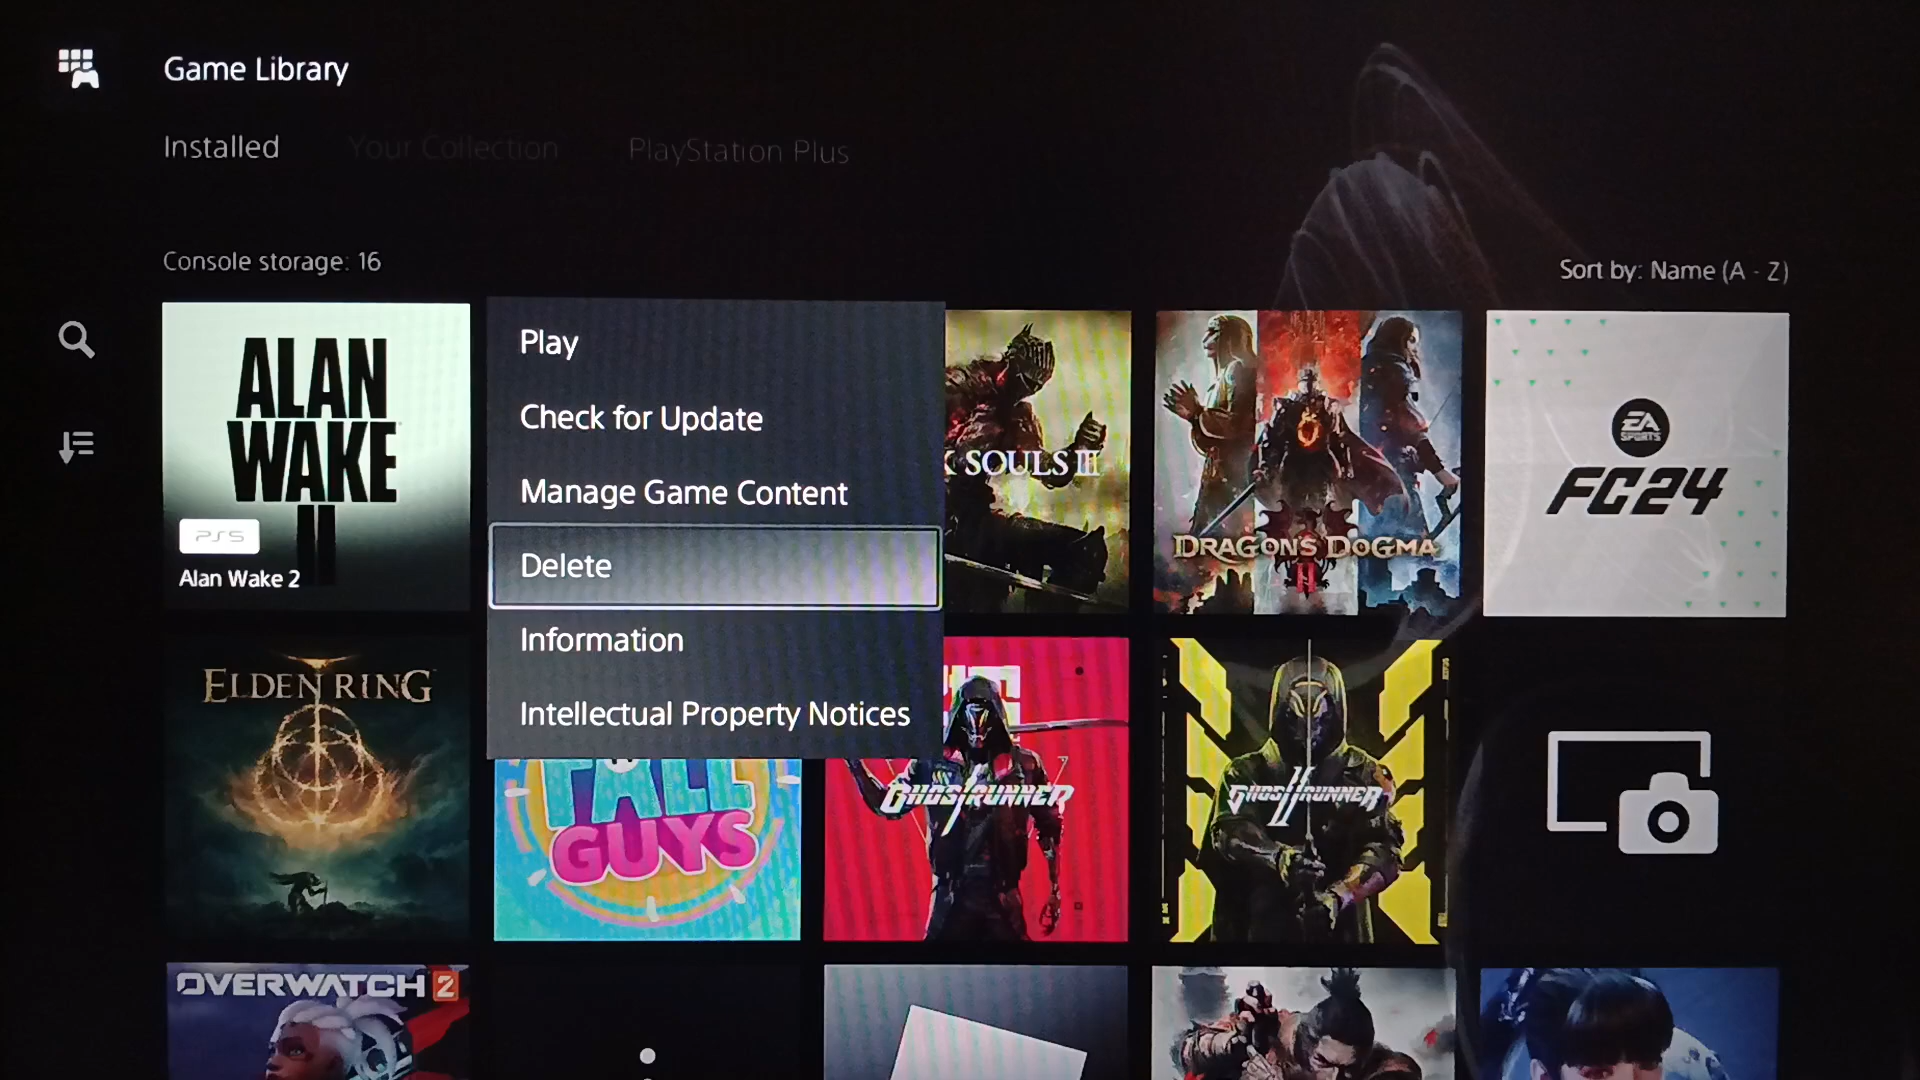 Game Library
Installed
Your Collection
PlayStation Plus
Console storage: 16
Sort by: Name (A - Z)
ALAN
WAKE
II
PS5
Alan Wake 2
Play
Check for Update
Manage Game Content
Delete
Information
Intellectual Property Notices
K SOULS III
DRAGON'S DOGMA
II
EA
SPORTS
FC24
ELDEN RING
FALL
GUYS
GHOSTRUNNER
GHOSTRUNNER
II
OVERWATCH 2